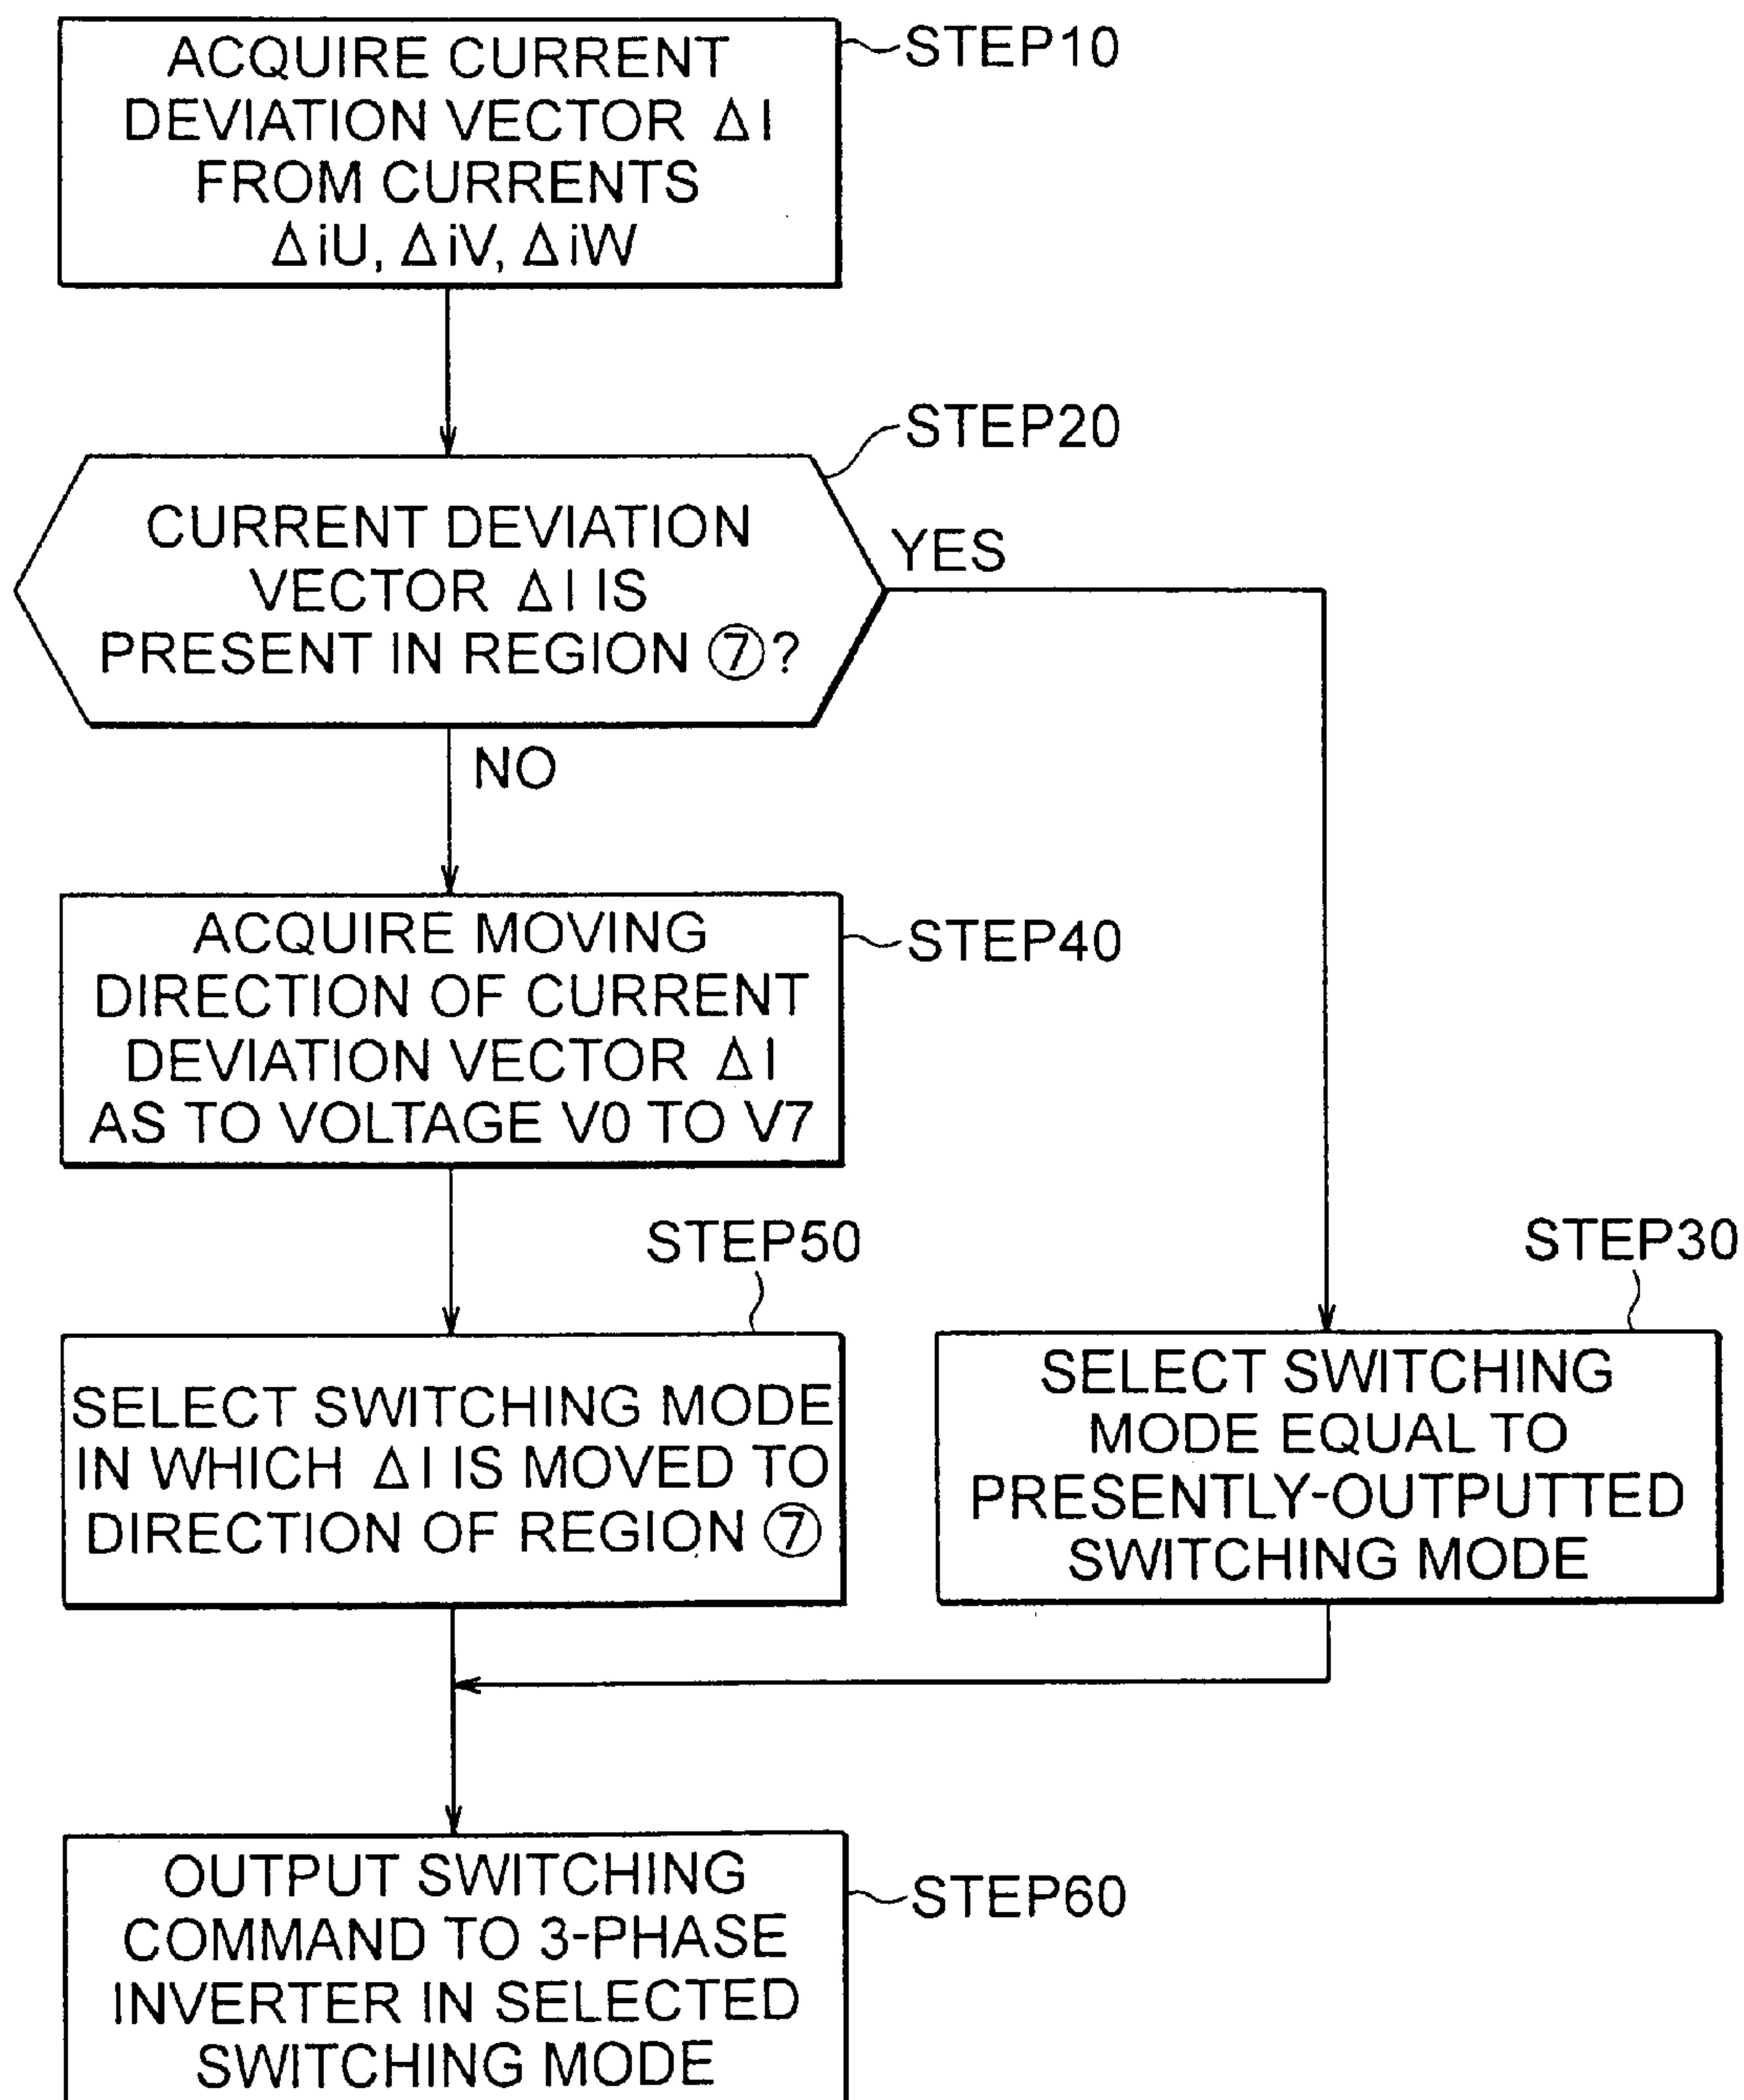 ACQUIRE CURRENT
DEVIATION VECTOR ΔI
FROM CURRENTS
ΔiU, ΔiV, ΔiW
STEP10
STEP20
CURRENT DEVIATION
VECTOR ΔI IS
PRESENT IN REGION ⑦?
YES
NO
ACQUIRE MOVING
DIRECTION OF CURRENT
DEVIATION VECTOR ΔI
AS TO VOLTAGE V0 TO V7
STEP40
STEP50
SELECT SWITCHING MODE
IN WHICH ΔI IS MOVED TO
DIRECTION OF REGION ⑦
STEP30
SELECT SWITCHING
MODE EQUAL TO
PRESENTLY-OUTPUTTED
SWITCHING MODE
OUTPUT SWITCHING
COMMAND TO 3-PHASE
INVERTER IN SELECTED
SWITCHING MODE
STEP60